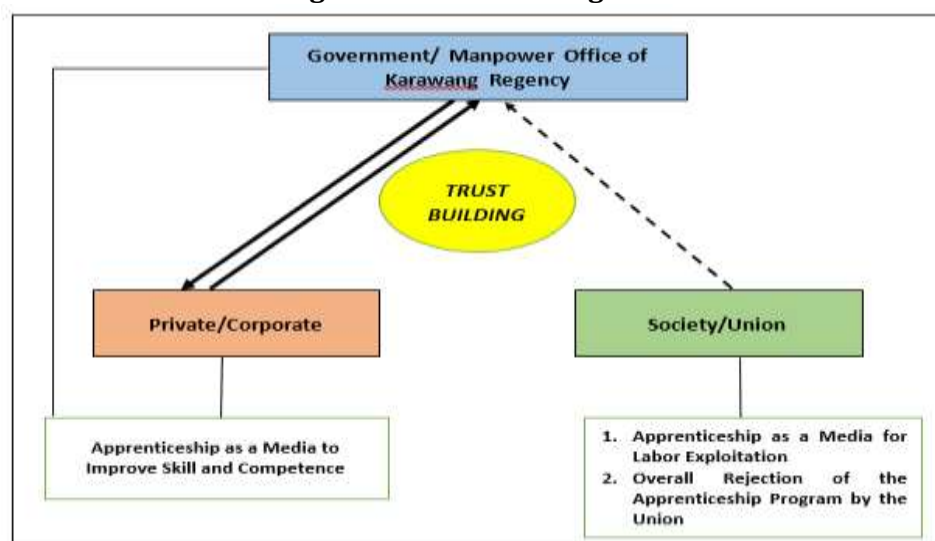 Government/ Manpower Office of
Karawang Regency
TRUST
BUILDING
Private/Corporate
Society/Union
Apprenticeship as a Media to
Improve Skill and Competence
1. Apprenticeship as a Media for
Labor Exploitation
2. Overall Rejection of the
Apprenticeship Program by the
Union